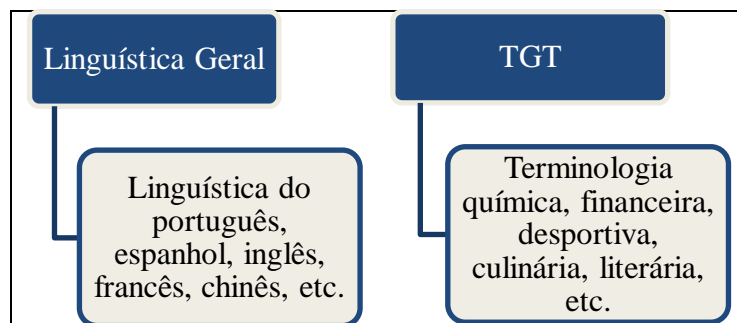 Linguística Geral
Linguística do
português,
espanhol, inglês,
francês, chinês, etc.
TGT
Terminologia
química, financeira,
desportiva,
culinária, literária,
etc.